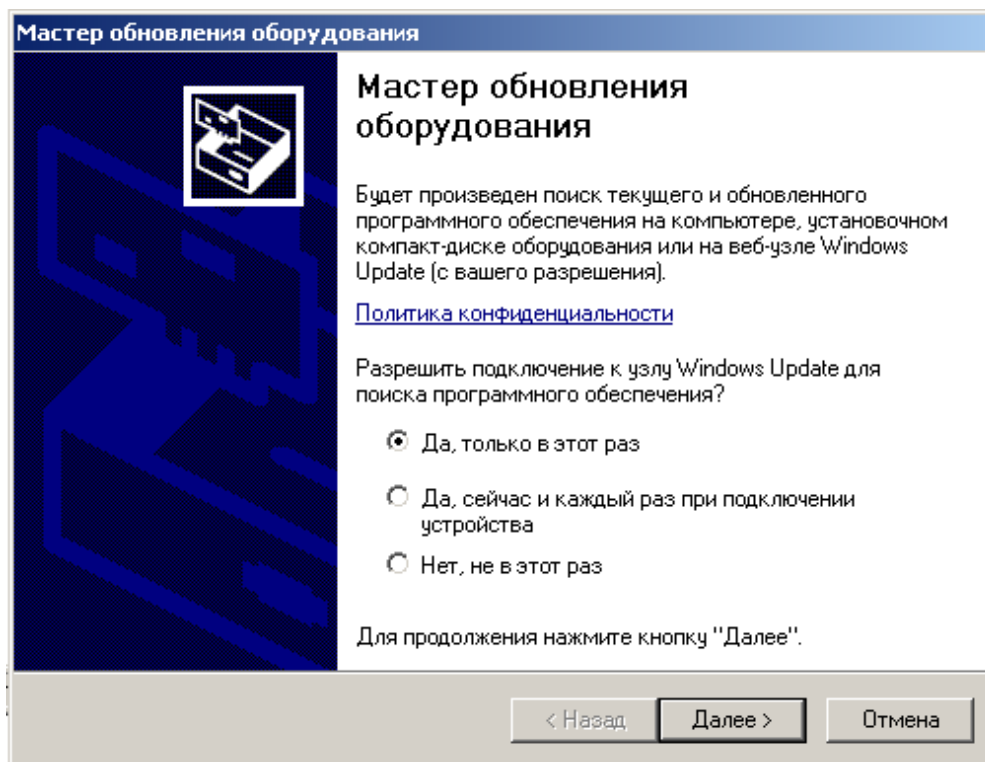 Мастер обновления оборудования
Мастер обновления
оборудования
Будет произведен поиск текущего и обновленного
программного обеспечения на компьютере, установочном
компакт-диске оборудования или на веб-узле Windows
Update (с вашего разрешения).
Политика конфиденциальности
Разрешить подключение к узлу Windows Update для
поиска программного обеспечения?
Да, только в этот раз
Да, сейчас и каждый раз при подключении
устройства
Нет, не в этот раз
Для продолжения нажмите кнопку "Далее".
< Назад Далее > Отмена